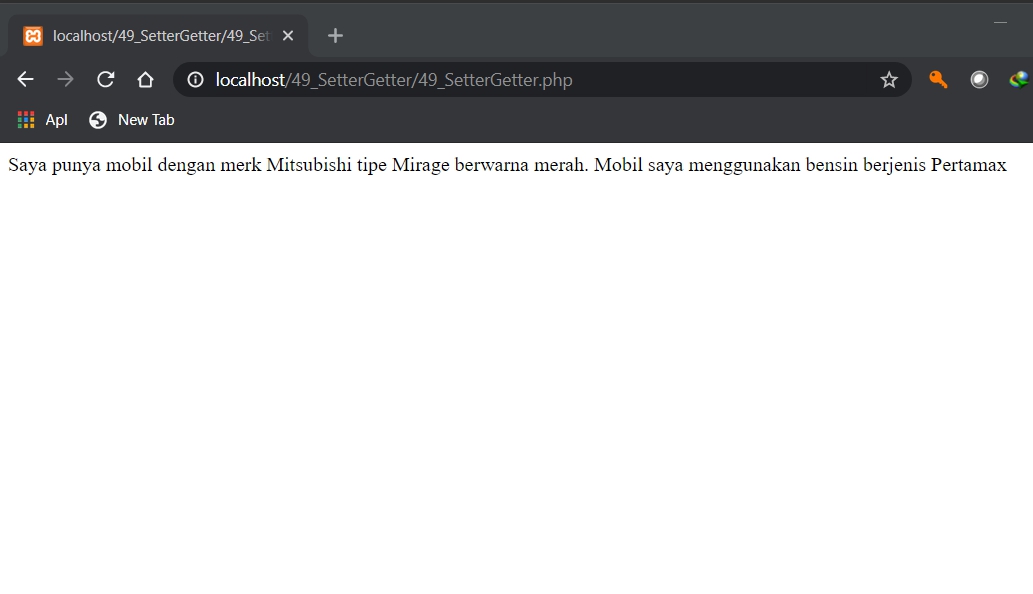 localhost/49_SetterGetter/49_Set
localhost/49_SetterGetter/49_SetterGetter.php
Apl
New Tab
Saya punya mobil dengan merk Mitsubishi tipe Mirage berwarna merah. Mobil saya menggunakan bensin berjenis Pertamax